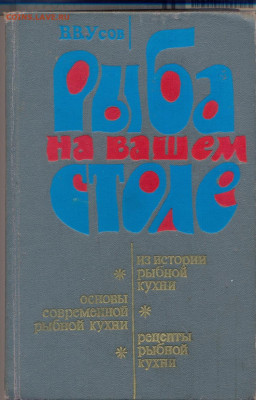 В.В.Усов
Рыба
на вашем
столе
из истории
рыбной
кухни
основы
современной
рыбной кухни
рецепты
рыбной
кухни